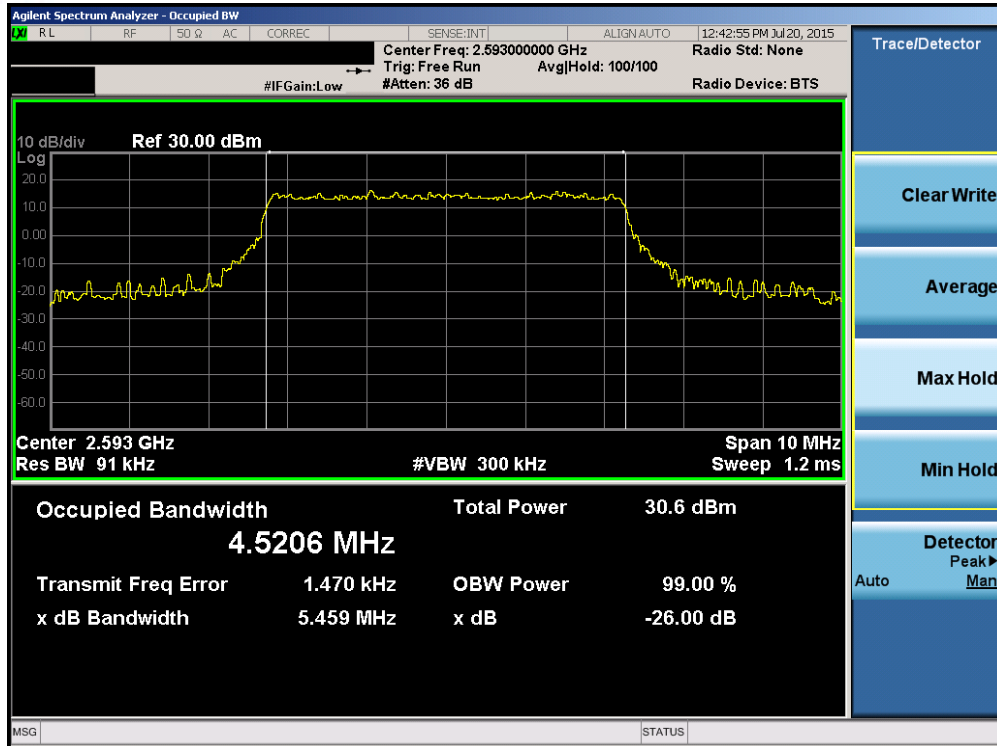 Agilent Spectrum Analyzer - Occupied BW
LXI RL RF 50 Ω AC CORREC SENSE:INT ALIGN AUTO 12:42:55 PM Jul 20, 2015
Center Freq: 2.593000000 GHz Radio Std: None
Trig: Free Run Avg|Hold: 100/100
#IFGain:Low #Atten: 36 dB Radio Device: BTS
10 dB/div Ref 30.00 dBm
Log
20.0
10.0
0.00
-10.0
-20.0
-30.0
-40.0
-50.0
-60.0
Center 2.593 GHz Span 10 MHz
Res BW 91 kHz #VBW 300 kHz Sweep 1.2 ms
Occupied Bandwidth Total Power 30.6 dBm
4.5206 MHz
Transmit Freq Error 1.470 kHz OBW Power 99.00 %
x dB Bandwidth 5.459 MHz x dB -26.00 dB
MSG STATUS
Trace/Detector
Clear Write
Average
Max Hold
Min Hold
Detector
Peak▶
Auto Man